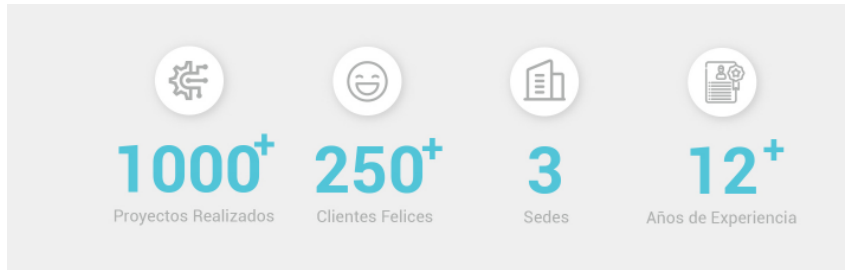 1000+
250+
3
12+
Proyectos Realizados
Clientes Felices
Sedes
Años de Experiencia